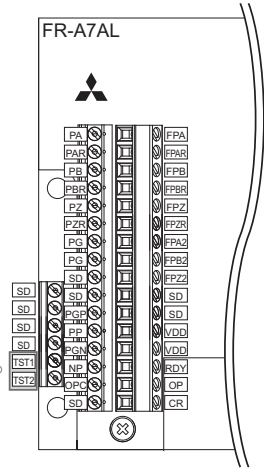 FR-A7AL
PA FPA
PAR FPAR
PB FPB
PBR FPBR
PZ FPZ
PZR FPZR
PG FPA2
PG FPB2
SD FPZ2
SD SD SD
SD PGP SD
SD PP VDD
SD PGN VDD
TST1 NP RDY
TST2 OPC OP
SD CR